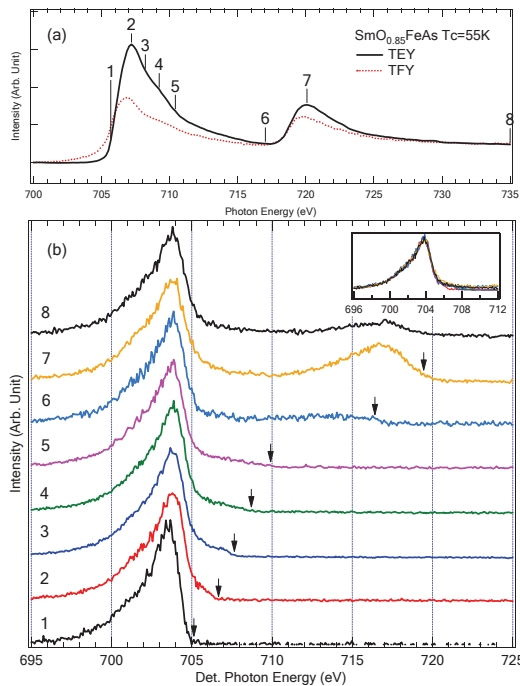 (a)
SmO0.85FeAs Tc=55K
TEY
TFY
1
2
3
4
5
6
7
8
Intensity (Arb. Unit)
700 705 710 715 720 725 730 735
Photon Energy (eV)
(b)
696 700 704 708 712
8
7
6
5
4
3
2
1
Intensity (Arb. Unit)
695 700 705 710 715 720 725
Det. Photon Energy (eV)